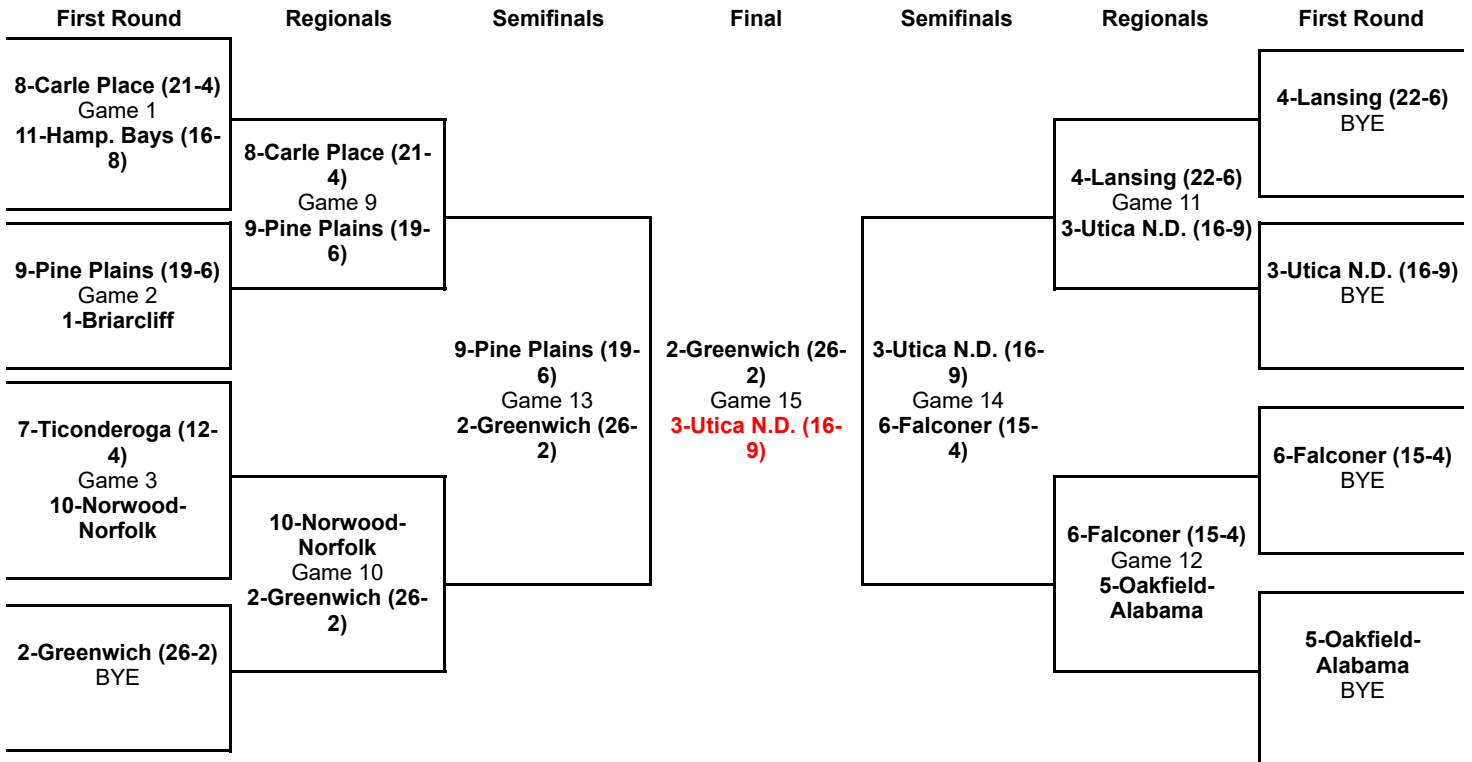 First Round
Regionals
Semifinals
Final
Semifinals
Regionals
First Round
8-Carle Place (21-4)
Game 1
11-Hamp. Bays (16-
8)
9-Pine Plains (19-6)
Game 2
1-Briarcliff
7-Ticonderoga (12-
4)
Game 3
10-Norwood-
Norfolk
2-Greenwich (26-2)
BYE
8-Carle Place (21-
4)
Game 9
9-Pine Plains (19-
6)
10-Norwood-
Norfolk
Game 10
2-Greenwich (26-
2)
9-Pine Plains (19-
6)
Game 13
2-Greenwich (26-
2)
2-Greenwich (26-
2)
Game 15
3-Utica N.D. (16-
9)
3-Utica N.D. (16-
9)
Game 14
6-Falconer (15-
4)
4-Lansing (22-6)
Game 11
3-Utica N.D. (16-9)
6-Falconer (15-4)
Game 12
5-Oakfield-
Alabama
4-Lansing (22-6)
BYE
3-Utica N.D. (16-9)
BYE
6-Falconer (15-4)
BYE
5-Oakfield-
Alabama
BYE